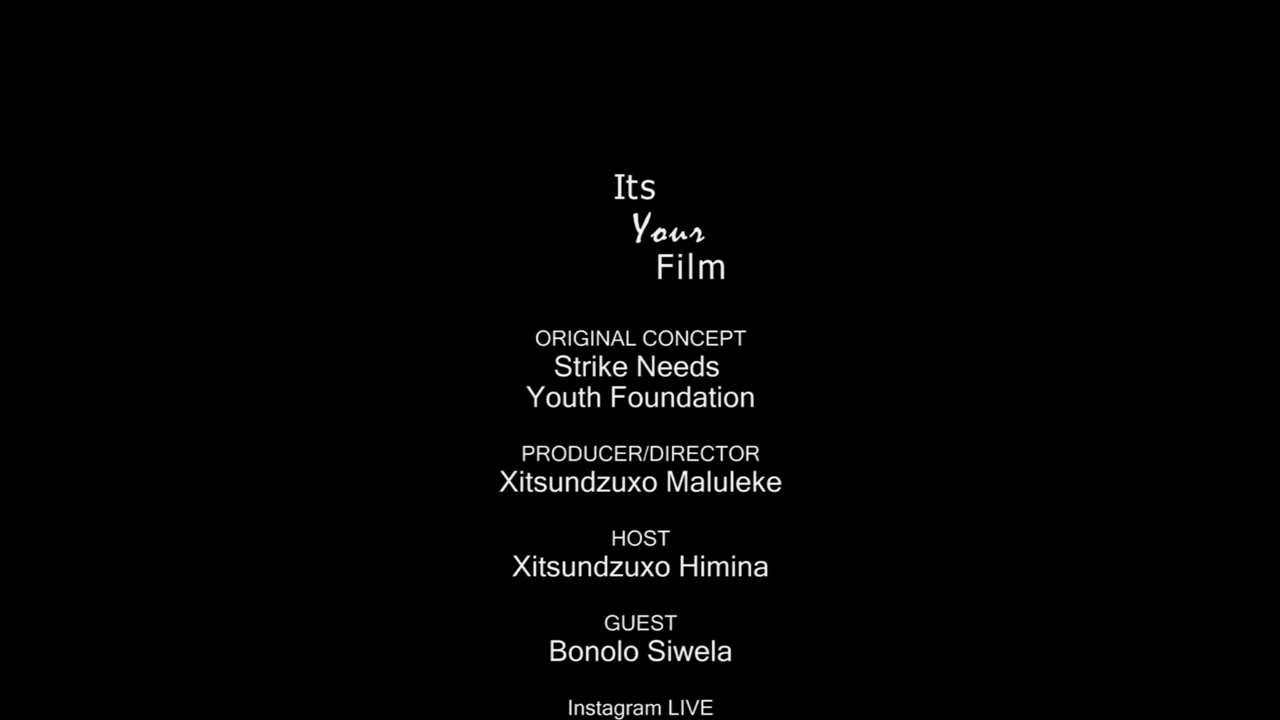 Its
Your
Film
ORIGINAL CONCEPT
Strike Needs
Youth Foundation
PRODUCER/DIRECTOR
Xitsundzuxo Maluleke
HOST
Xitsundzuxo Himina
GUEST
Bonolo Siwela
Instagram LIVE